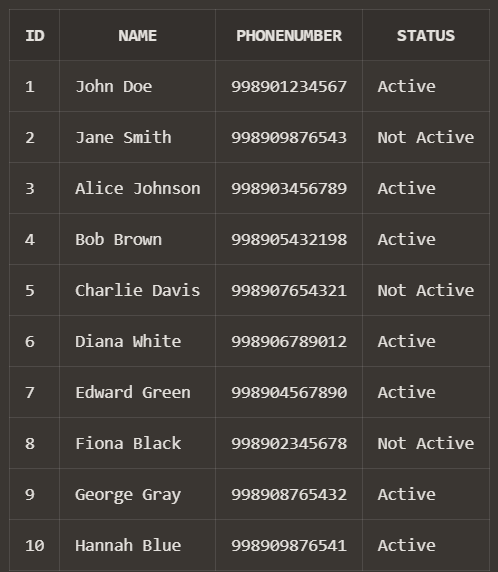 ID NAME PHONENUMBER STATUS
1 John Doe 998901234567 Active
2 Jane Smith 998909876543 Not Active
3 Alice Johnson 998903456789 Active
4 Bob Brown 998905432198 Active
5 Charlie Davis 998907654321 Not Active
6 Diana White 998906789012 Active
7 Edward Green 998904567890 Active
8 Fiona Black 998902345678 Not Active
9 George Gray 998908765432 Active
10 Hannah Blue 998909876541 Active